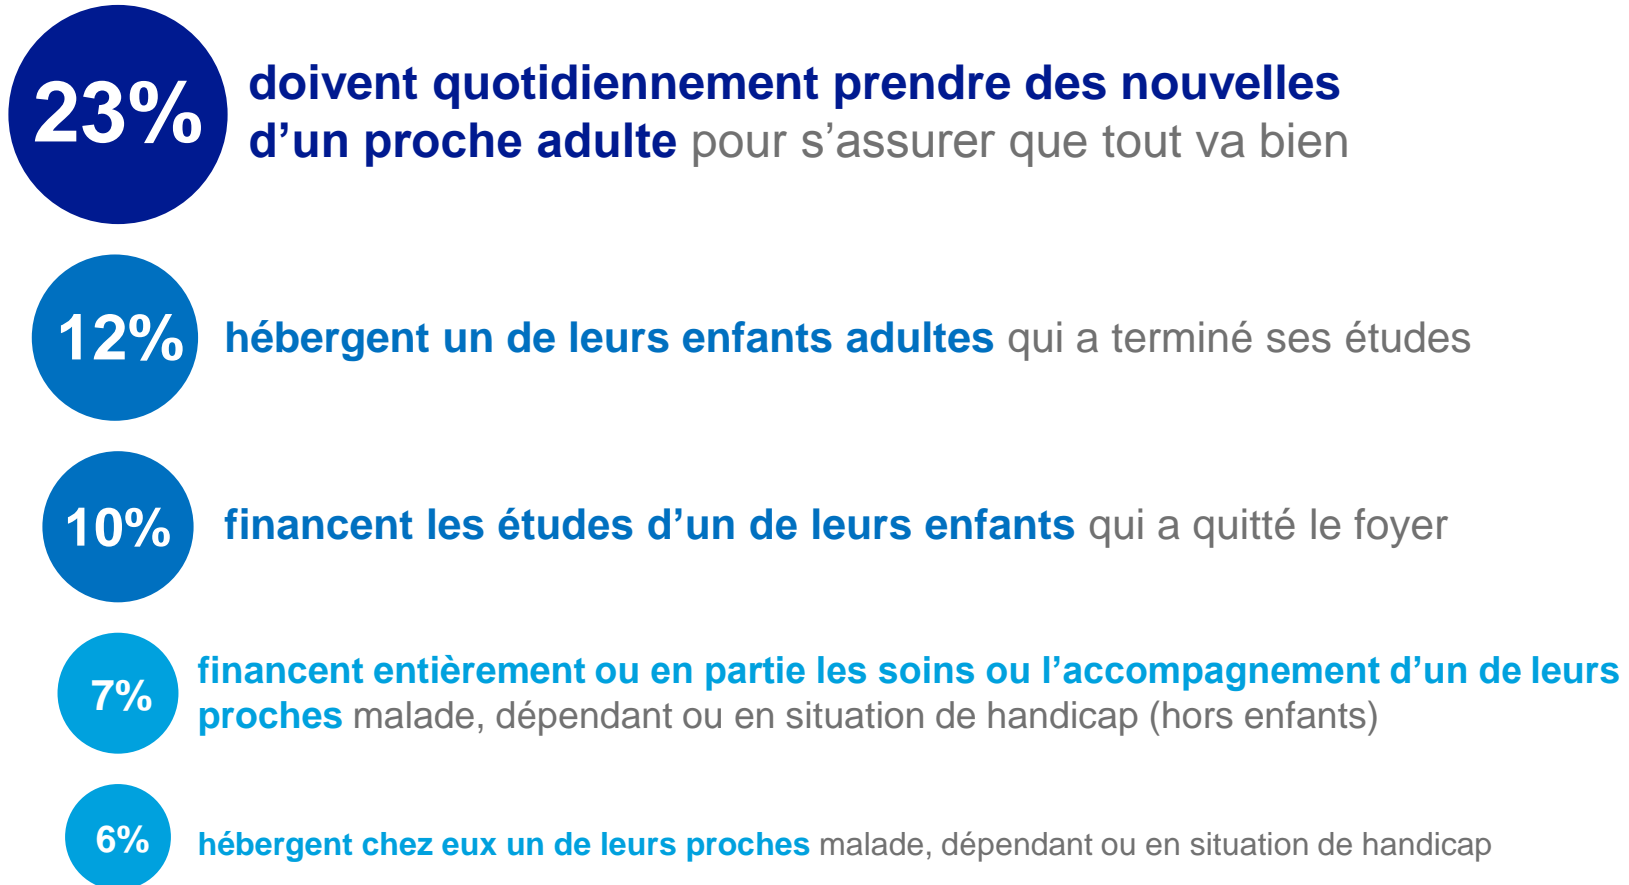 23%
doivent quotidiennement prendre des nouvelles
d’un proche adulte pour s’assurer que tout va bien
12%
hébergent un de leurs enfants adultes qui a terminé ses études
10%
financent les études d’un de leurs enfants qui a quitté le foyer
7%
financent entièrement ou en partie les soins ou l’accompagnement d’un de leurs
proches malade, dépendant ou en situation de handicap (hors enfants)
6%
hébergent chez eux un de leurs proches malade, dépendant ou en situation de handicap